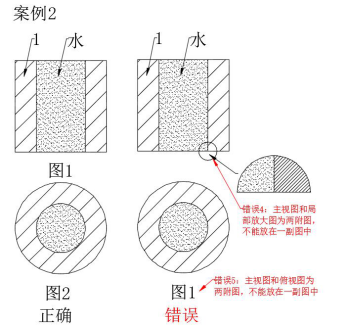 案例2
1 水 1 水
图1
错误4：主视图和局
部放大图为两附图，
不能放在一副图中
图2 图1
错误5：主视图和俯视图为
两附图，不能放在一副图中
正确 错误